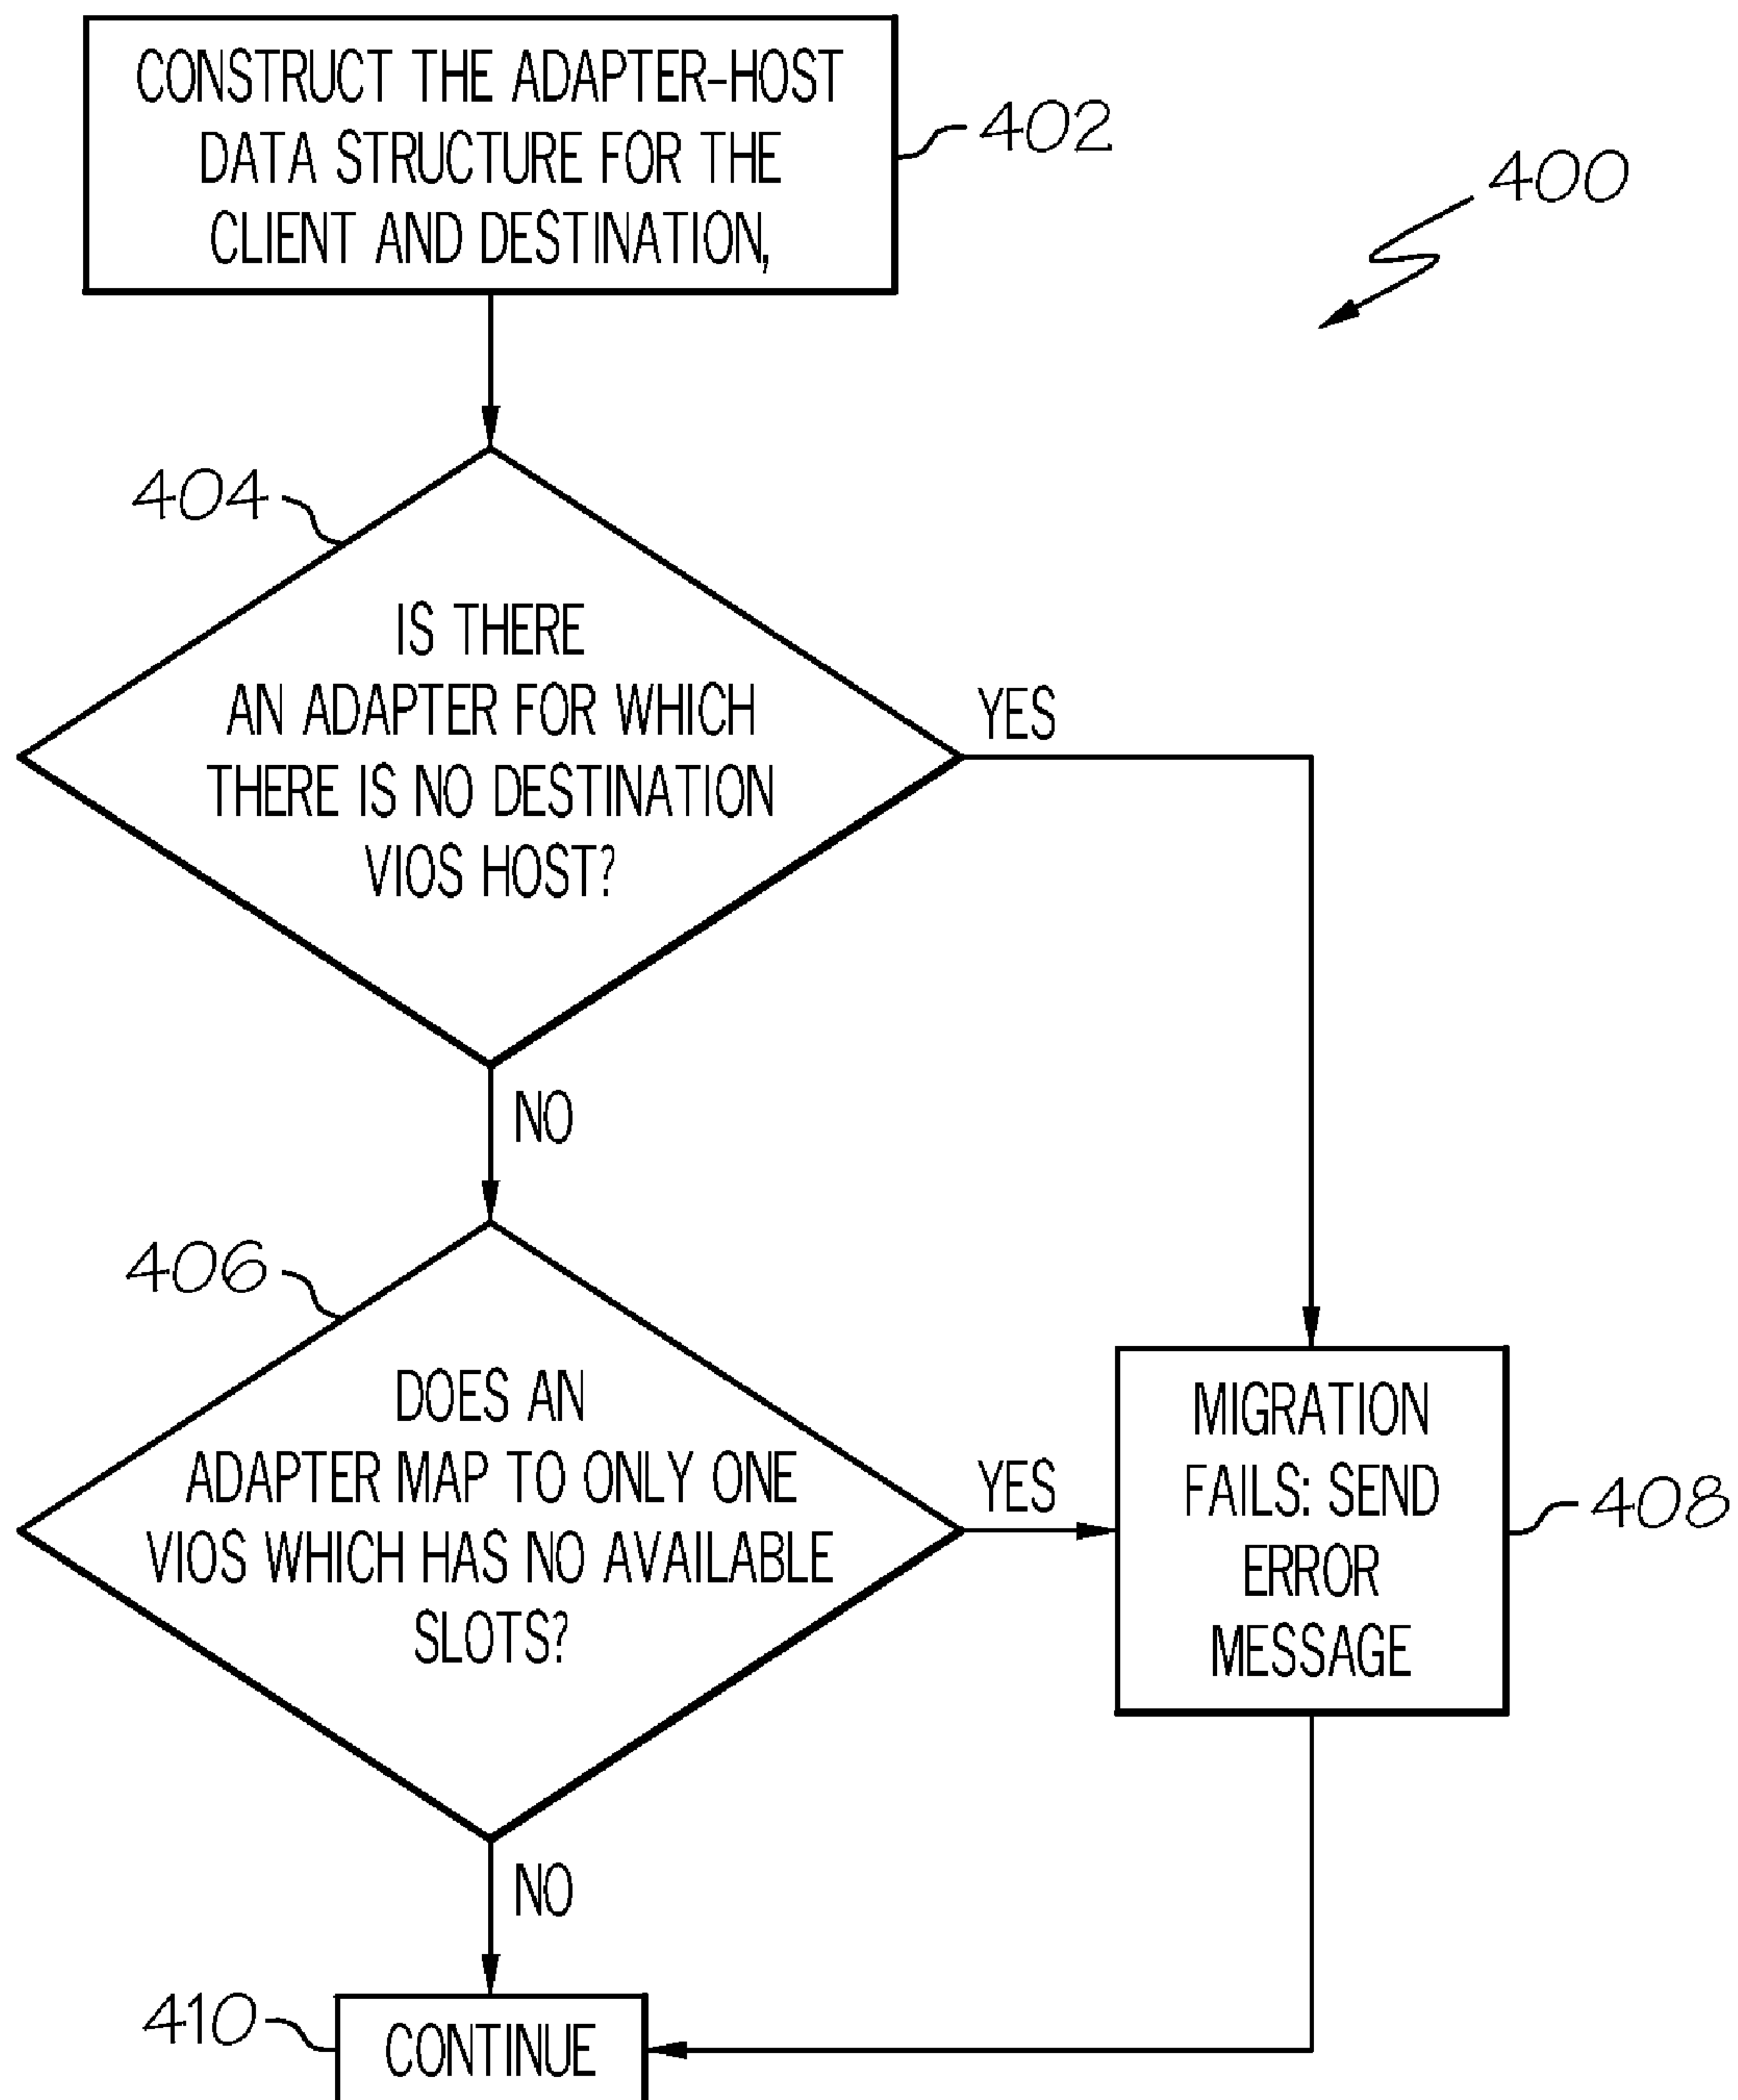 CONSTRUCT THE ADAPTER-HOST
DATA STRUCTURE FOR THE
CLIENT AND DESTINATION,
402
400
404
IS THERE
AN ADAPTER FOR WHICH
THERE IS NO DESTINATION
VIOS HOST?
YES
NO
406
DOES AN
ADAPTER MAP TO ONLY ONE
VIOS WHICH HAS NO AVAILABLE
SLOTS?
YES
MIGRATION
FAILS: SEND
ERROR
MESSAGE
408
NO
410
CONTINUE